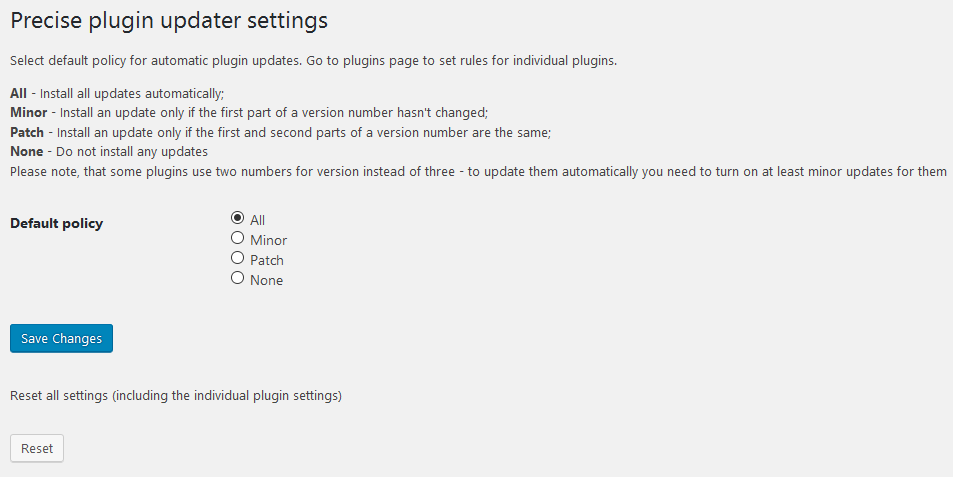 Precise plugin updater settings
Select default policy for automatic plugin updates. Go to plugins page to set rules for individual plugins.
All - Install all updates automatically;
Minor - Install an update only if the first part of a version number hasn't changed;
Patch - Install an update only if the first and second parts of a version number are the same;
None - Do not install any updates
Please note, that some plugins use two numbers for version instead of three - to update them automatically you need to turn on at least minor updates for them
Default policy
All
Minor
Patch
None
Save Changes
Reset all settings (including the individual plugin settings)
Reset